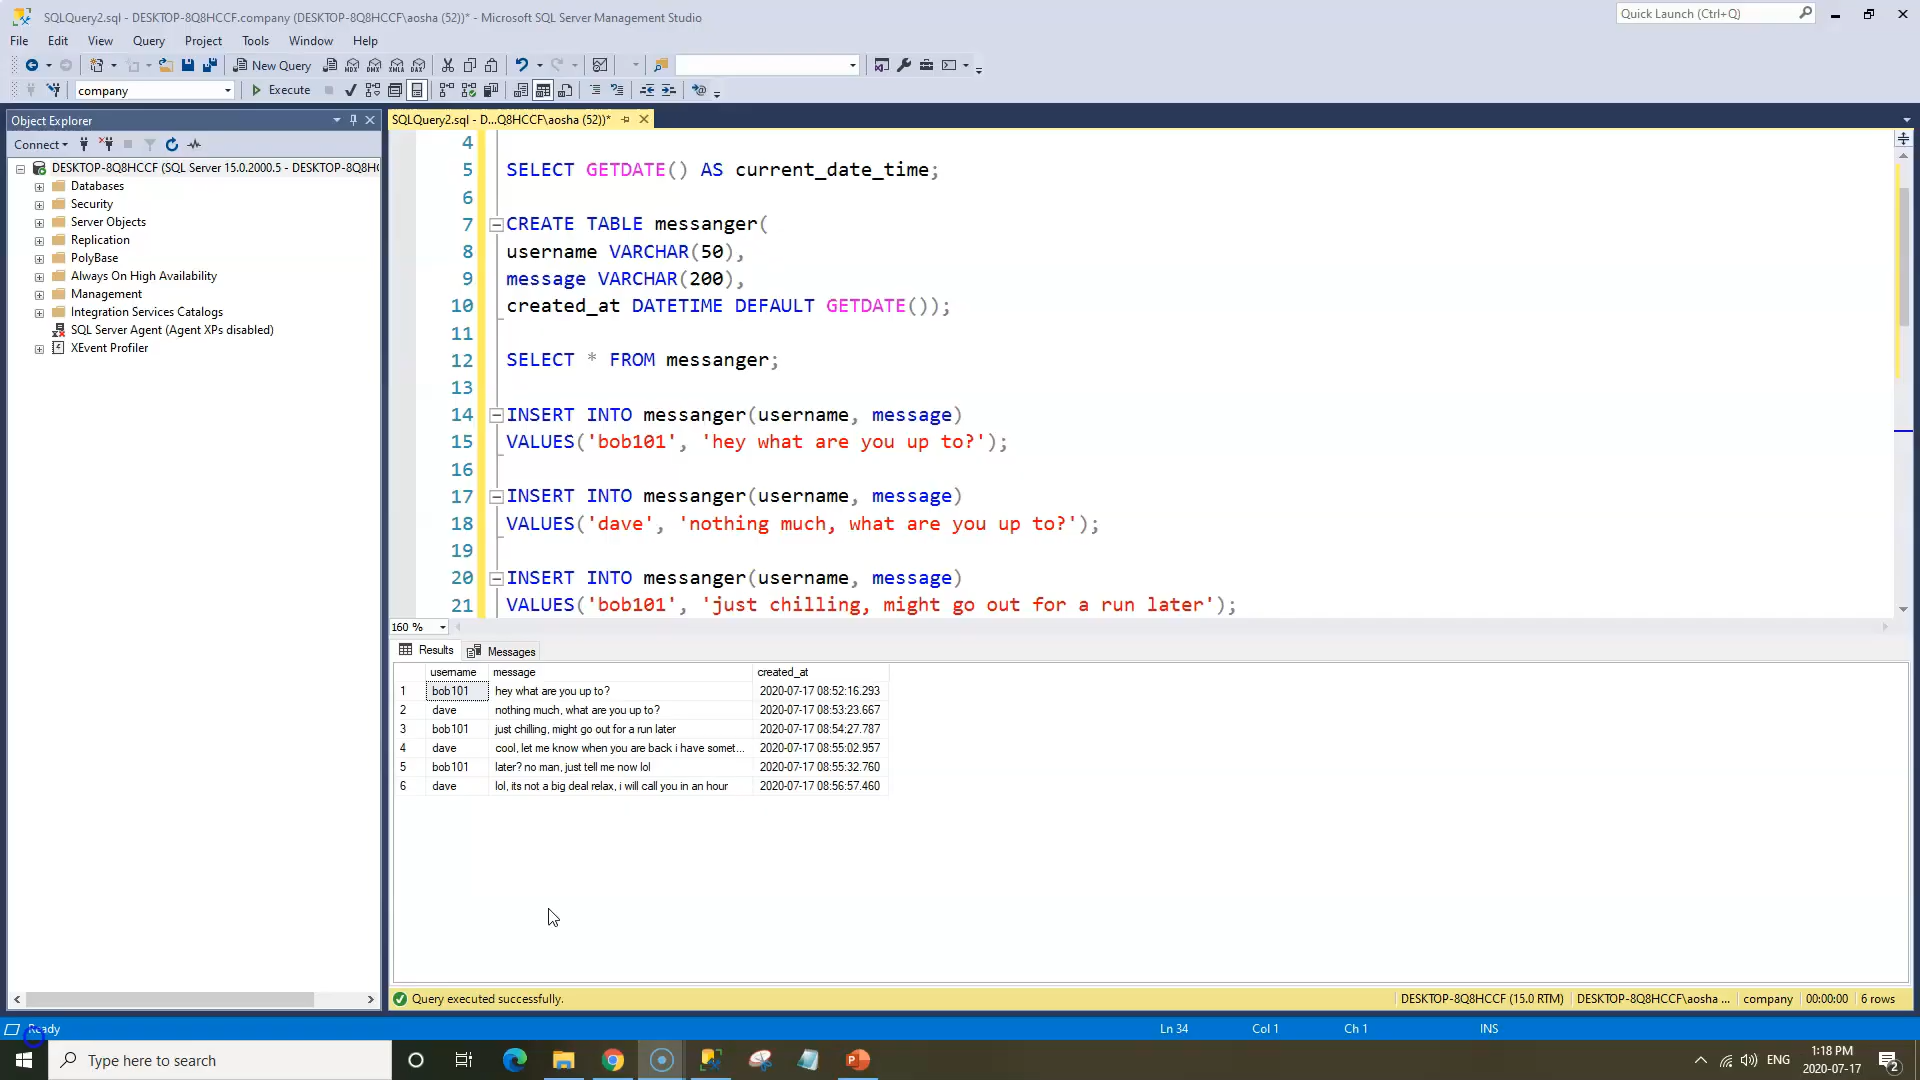 SQLQuery2.sql - DESKTOP-8Q8HCCF.company (DESKTOP-8Q8HCCF\aosha (52))* - Microsoft SQL Server Management Studio
Quick Launch (Ctrl+Q)
File Edit View Query Project Tools Window Help
New Query
company
Execute
Object Explorer
Connect
DESKTOP-8Q8HCCF (SQL Server 15.0.2000.5 - DESKTOP-8Q8H
Databases
Security
Server Objects
Replication
PolyBase
Always On High Availability
Management
Integration Services Catalogs
SQL Server Agent (Agent XPs disabled)
XEvent Profiler
SQLQuery2.sql - D...Q8HCCF\aosha (52))*
4
5 SELECT GETDATE() AS current_date_time;
6
7 CREATE TABLE messanger(
8 username VARCHAR(50),
9 message VARCHAR(200),
10 created_at DATETIME DEFAULT GETDATE());
11
12 SELECT * FROM messanger;
13
14 INSERT INTO messanger(username, message)
15 VALUES('bob101', 'hey what are you up to?');
16
17 INSERT INTO messanger(username, message)
18 VALUES('dave', 'nothing much, what are you up to?');
19
20 INSERT INTO messanger(username, message)
21 VALUES('bob101', 'just chilling, might go out for a run later');
160 %
Results Messages
username message created_at
1 bob101 hey what are you up to? 2020-07-17 08:52:16.293
2 dave nothing much, what are you up to? 2020-07-17 08:53:23.667
3 bob101 just chilling, might go out for a run later 2020-07-17 08:54:27.787
4 dave cool, let me know when you are back i have somet... 2020-07-17 08:55:02.957
5 bob101 later? no man, just tell me now lol 2020-07-17 08:55:32.760
6 dave lol, its not a big deal relax, i will call you in an hour 2020-07-17 08:56:57.460
Query executed successfully. DESKTOP-8Q8HCCF (15.0 RTM) DESKTOP-8Q8HCCF\aosha ... company 00:00:00 6 rows
Ready Ln 34 Col 1 Ch 1 INS
Type here to search
ENG
1:18 PM
2020-07-17
2